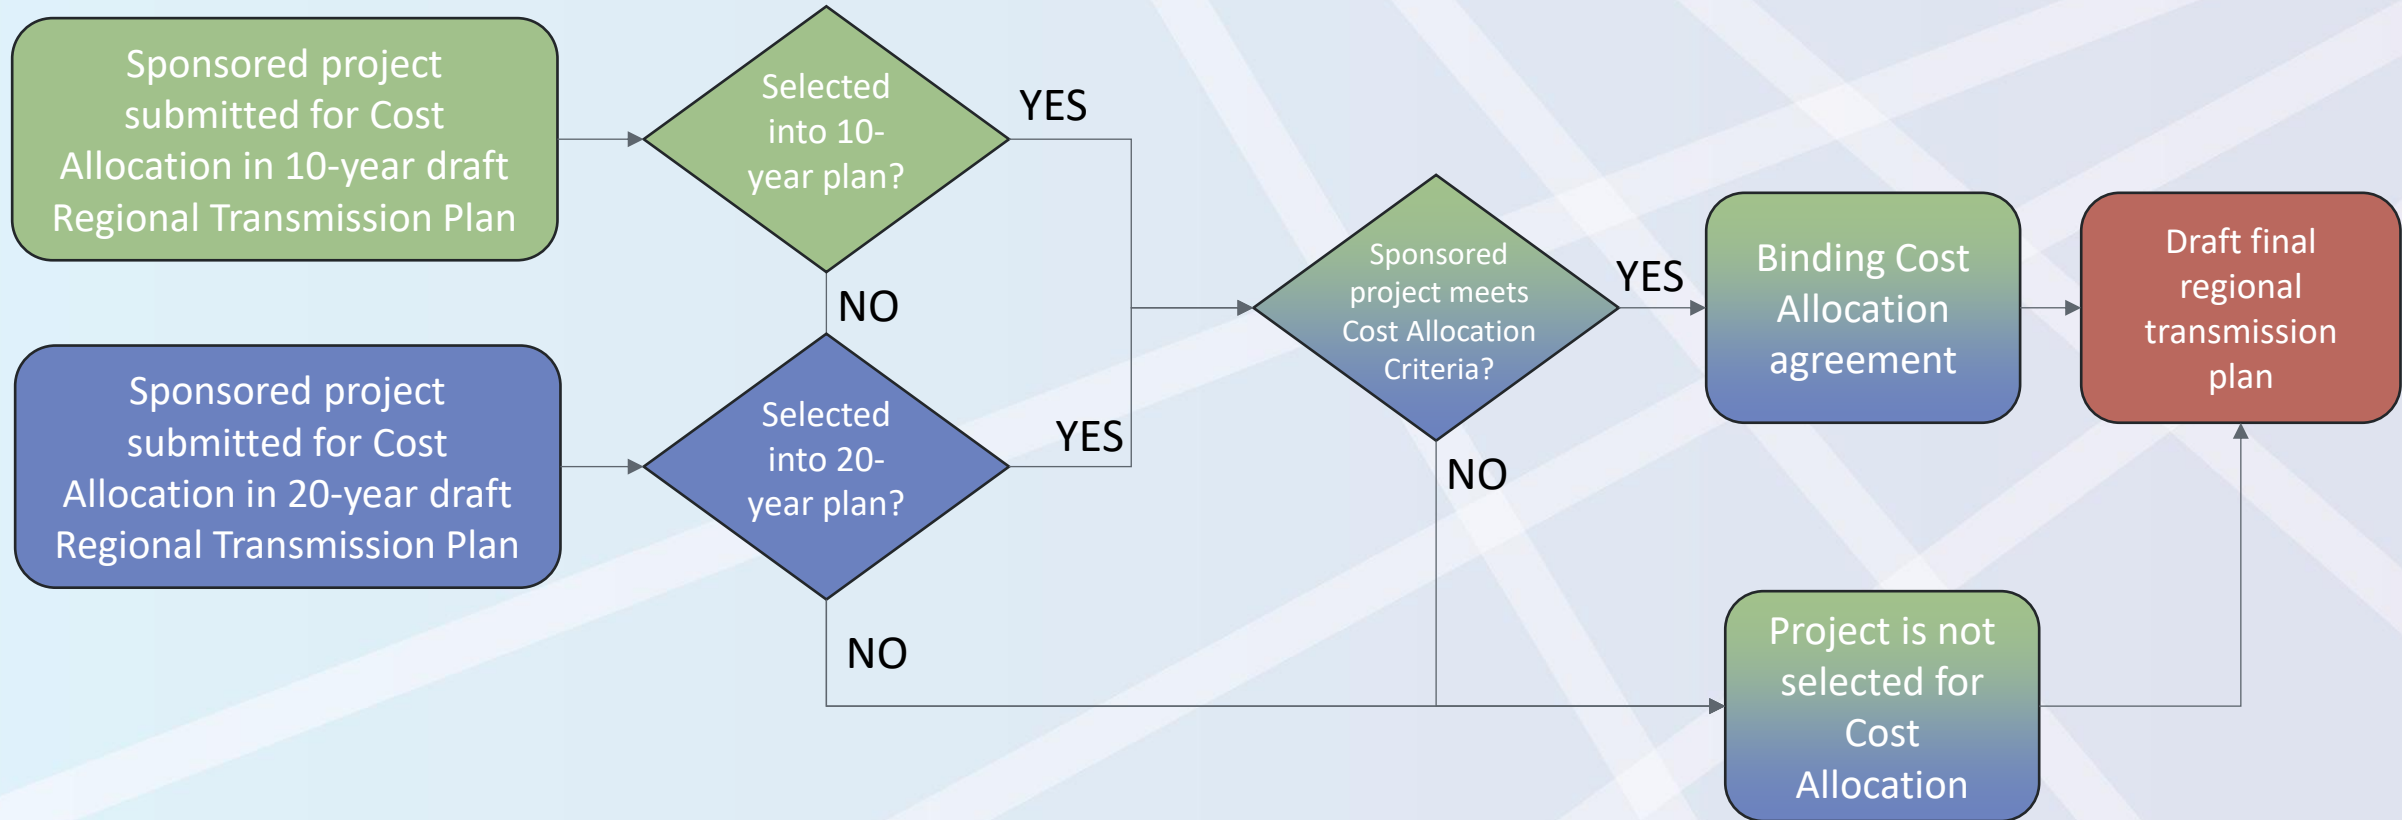 Sponsored project
submitted for Cost
Allocation in 10-year draft
Regional Transmission Plan
Selected
into 10-
year plan?
YES
NO
Sponsored project
submitted for Cost
Allocation in 20-year draft
Regional Transmission Plan
Selected
into 20-
year plan?
YES
NO
Sponsored
project meets
Cost Allocation
Criteria?
YES
NO
Binding Cost
Allocation
agreement
Draft final
regional
transmission
plan
Project is not
selected for
Cost
Allocation